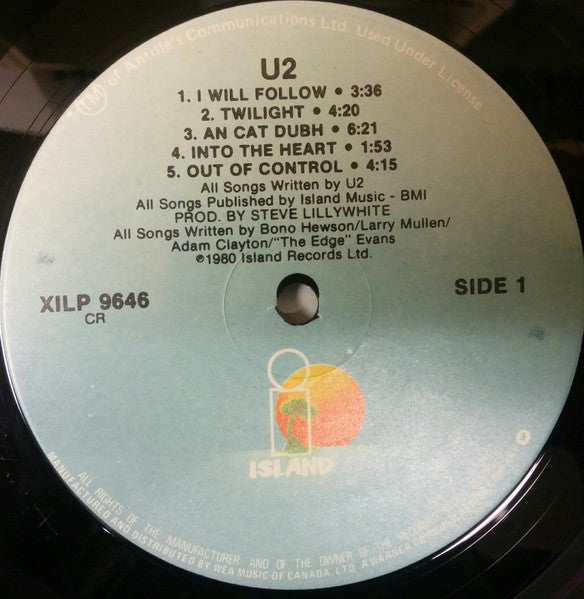 (TM) of Antille's Communications Ltd. Used Under License
U2
1. I WILL FOLLOW • 3:36
2. TWILIGHT • 4:20
3. AN CAT DUBH • 6:21
4. INTO THE HEART • 1:53
5. OUT OF CONTROL • 4:15
All Songs Written by U2
All Songs Published by Island Music - BMI
PROD. BY STEVE LILLYWHITE
All Songs Written by Bono Hewson/Larry Mullen/
Adam Clayton/"The Edge" Evans
©1980 Island Records Ltd.
XILP 9646
CR
SIDE 1
i
*
ISLAND
ALL RIGHTS OF THE MANUFACTURER AND OF THE OWNER OF THE
MANUFACTURED AND DISTRIBUTED BY WEA MUSIC OF CANADA, LTD. A WARNER